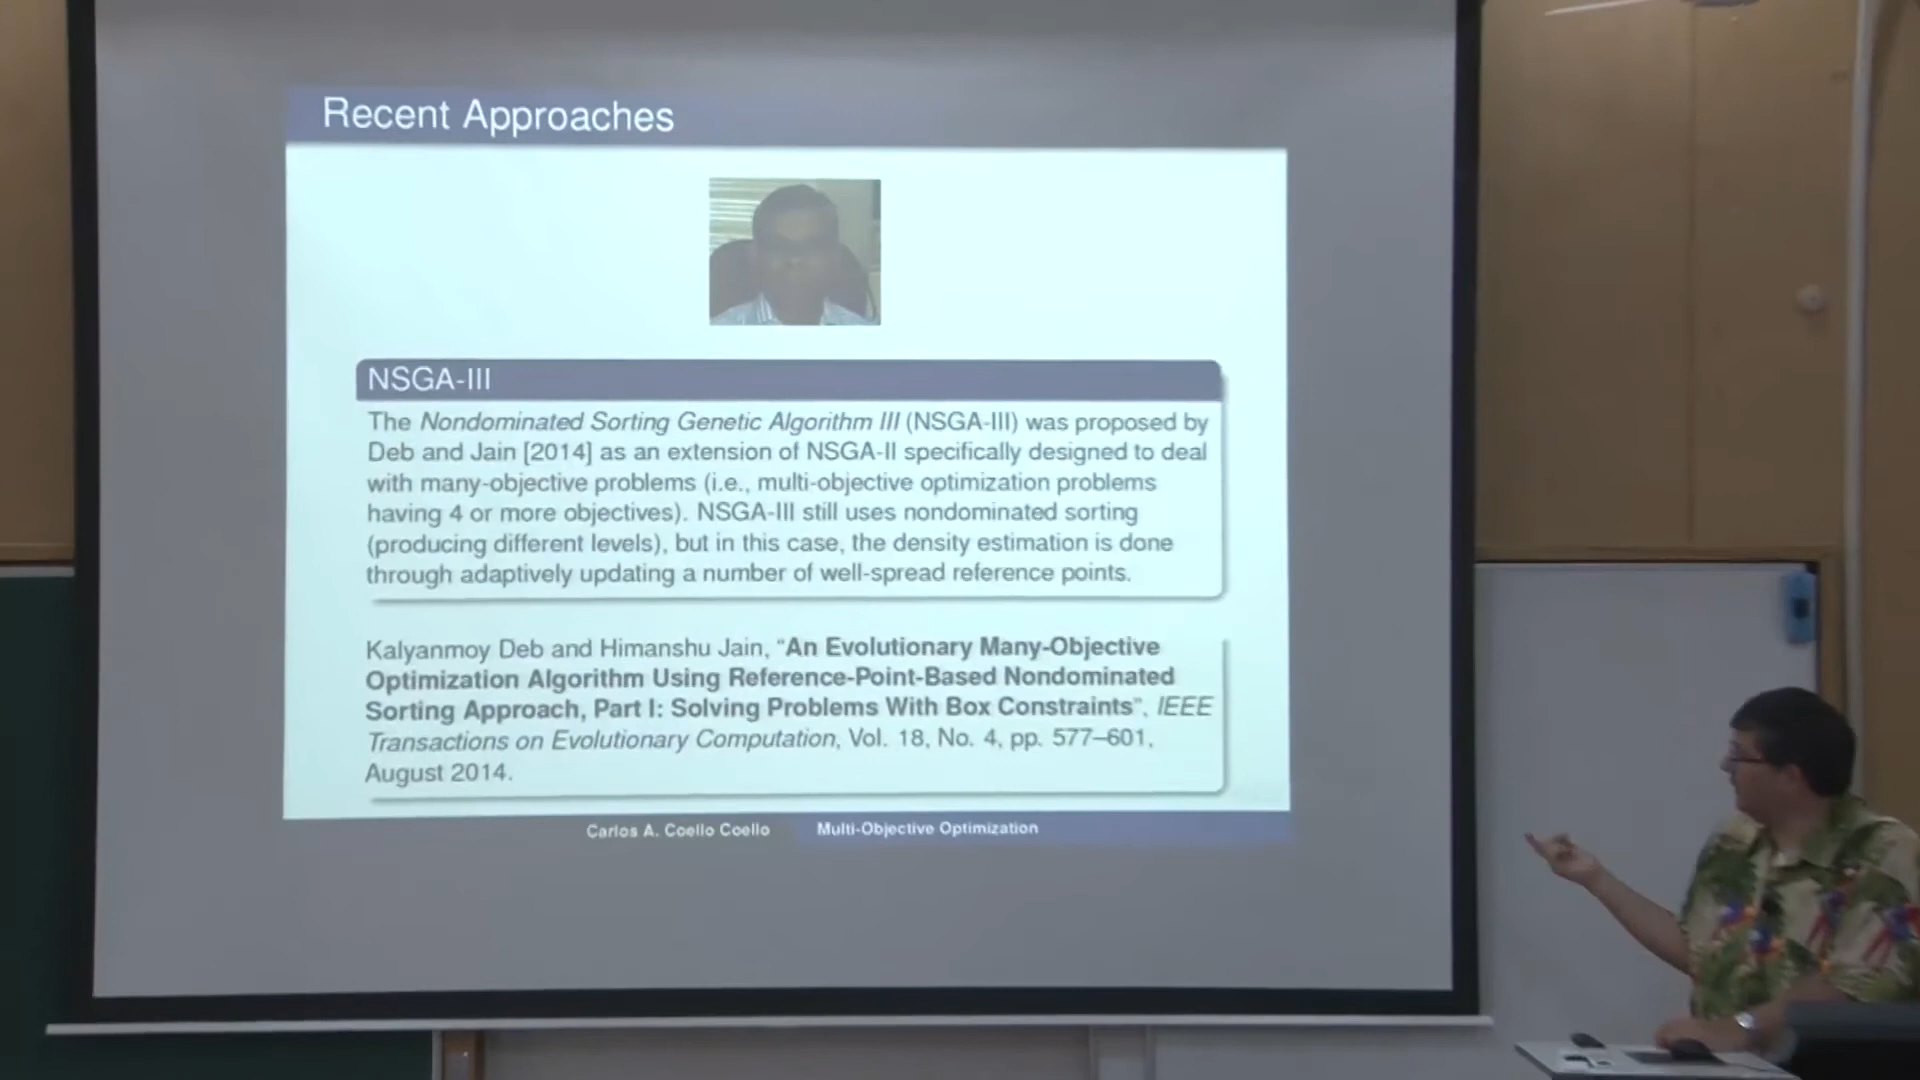 Recent Approaches
NSGA-III
The Nondominated Sorting Genetic Algorithm III (NSGA-III) was proposed by
Deb and Jain [2014] as an extension of NSGA-II specifically designed to deal
with many-objective problems (i.e., multi-objective optimization problems
having 4 or more objectives). NSGA-III still uses nondominated sorting
(producing different levels), but in this case, the density estimation is done
through adaptively updating a number of well-spread reference points.
Kalyanmoy Deb and Himanshu Jain, “An Evolutionary Many-Objective
Optimization Algorithm Using Reference-Point-Based Nondominated
Sorting Approach, Part I: Solving Problems With Box Constraints”, IEEE
Transactions on Evolutionary Computation, Vol. 18, No. 4, pp. 577–601,
August 2014.
Carlos A. Coello Coello Multi-Objective Optimization